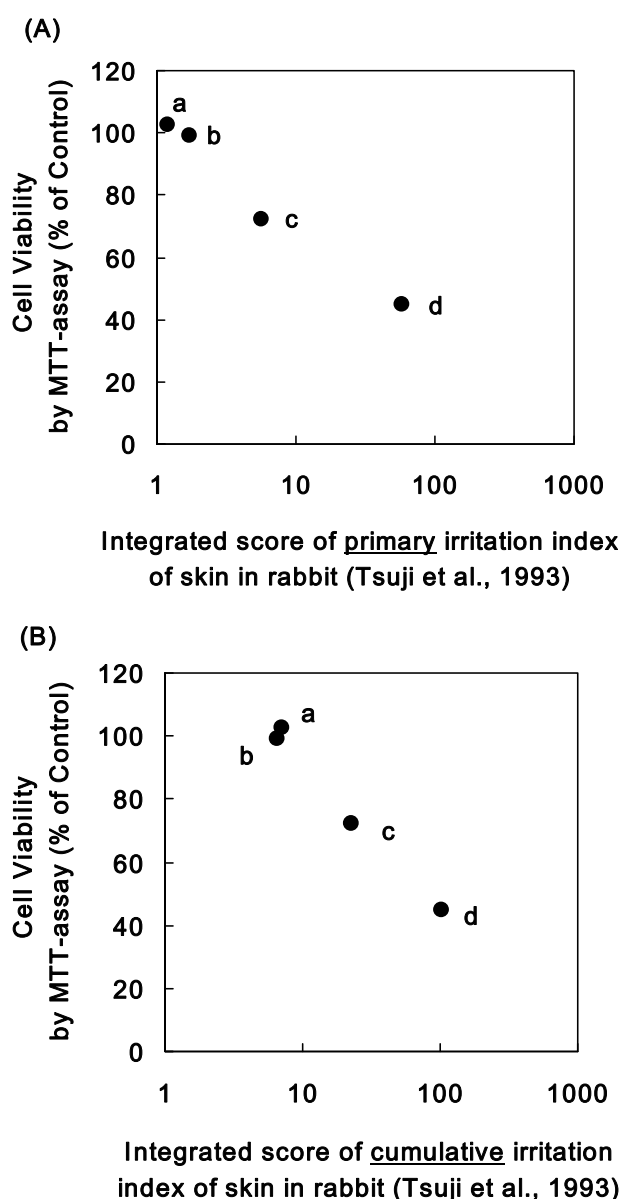 (A)
Cell Viability
by MTT-assay (% of Control)
120
100
80
60
40
20
0
a
b
c
d
1 10 100 1000
Integrated score of primary irritation index
of skin in rabbit (Tsuji et al., 1993)
(B)
Cell Viability
by MTT-assay (% of Control)
120
100
80
60
40
20
0
a
b
c
d
1 10 100 1000
Integrated score of cumulative irritation
index of skin in rabbit (Tsuji et al., 1993)